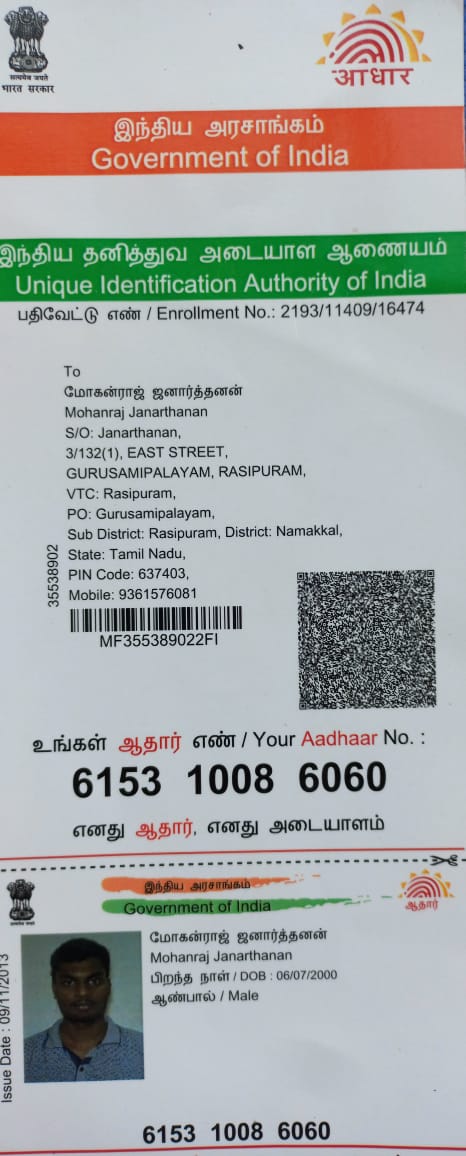 सत्यमेव जयते
भारत सरकार
आधार
இந்திய அரசாங்கம்
Government of India
இந்திய தனித்துவ அடையாள ஆணையம்
Unique Identification Authority of India
பதிவேட்டு எண் / Enrollment No.: 2193/11409/16474
To
மோகன்ராஜ் ஜனார்த்தனன்
Mohanraj Janarthanan
S/O: Janarthanan,
3/132(1), EAST STREET,
GURUSAMIPALAYAM, RASIPURAM,
VTC: Rasipuram,
PO: Gurusamipalayam,
Sub District: Rasipuram, District: Namakkal,
State: Tamil Nadu,
PIN Code: 637403,
Mobile: 9361576081
35538902
MF355389022FI
உங்கள் ஆதார் எண் / Your Aadhaar No. :
6153 1008 6060
எனது ஆதார், எனது அடையாளம்
இந்திய அரசாங்கம்
Government of India
ஆதார்
Issue Date : 09/11/2013
மோகன்ராஜ் ஜனார்த்தனன்
Mohanraj Janarthanan
பிறந்த நாள் / DOB : 06/07/2000
ஆண்பால் / Male
6153 1008 6060